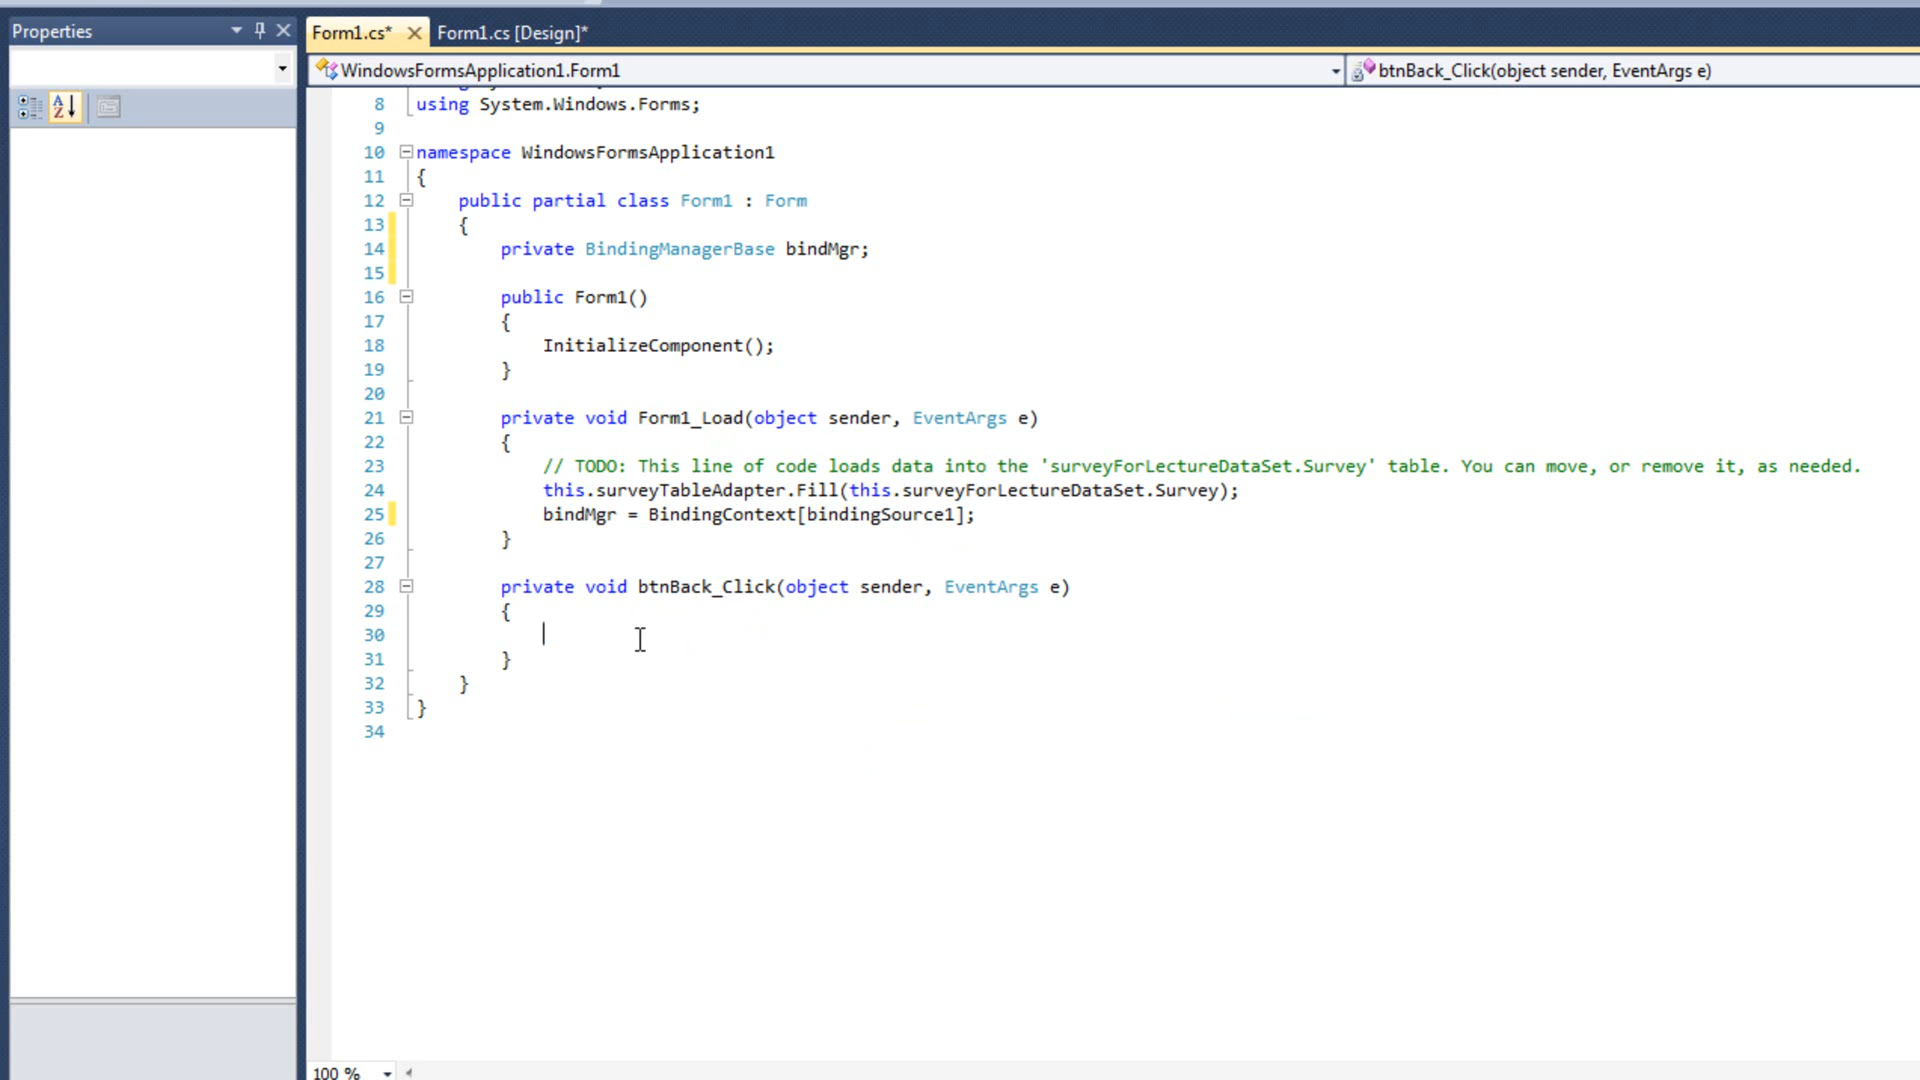 Properties
Form1.cs*
Form1.cs [Design]*
WindowsFormsApplication1.Form1
btnBack_Click(object sender, EventArgs e)
A
Z
8 using System.Windows.Forms;
9
10 namespace WindowsFormsApplication1
11 {
12 public partial class Form1 : Form
13 {
14 private BindingManagerBase bindMgr;
15
16 public Form1()
17 {
18 InitializeComponent();
19 }
20
21 private void Form1_Load(object sender, EventArgs e)
22 {
23 // TODO: This line of code loads data into the 'surveyForLectureDataSet.Survey' table. You can move, or remove it, as needed.
24 this.surveyTableAdapter.Fill(this.surveyForLectureDataSet.Survey);
25 bindMgr = BindingContext[bindingSource1];
26 }
27
28 private void btnBack_Click(object sender, EventArgs e)
29 {
30
31 }
32 }
33 }
34
100 %